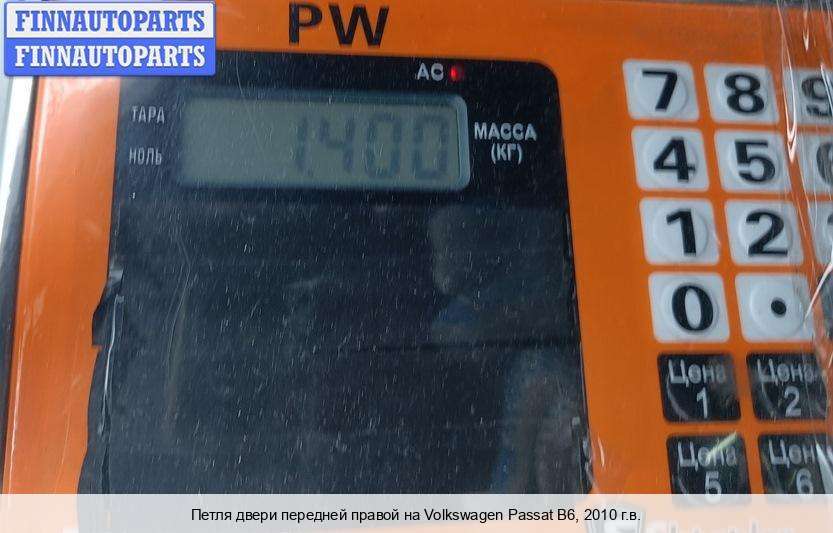 FINNAUTOPARTS
FINNAUTOPARTS
PW
AC
ТАРА
НОЛЬ
1.400
МАССА
(КГ)
7 8 9
4 5
1 2
0 .
Цена 1
Цена 2
Цена 5
Цена 6
Петля двери передней правой на Volkswagen Passat B6, 2010 г.в.